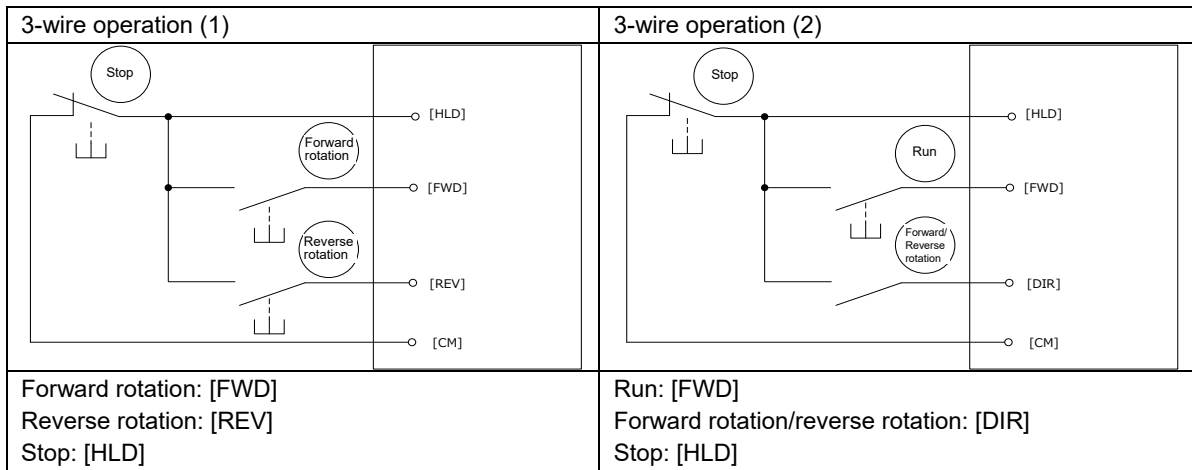 3-wire operation (1)
Stop
[HLD]
Forward
rotation
[FWD]
Reverse
rotation
[REV]
[CM]
Forward rotation: [FWD]
Reverse rotation: [REV]
Stop: [HLD]
3-wire operation (2)
Stop
[HLD]
Run
[FWD]
Forward/
Reverse
rotation
[DIR]
[CM]
Run: [FWD]
Forward rotation/reverse rotation: [DIR]
Stop: [HLD]